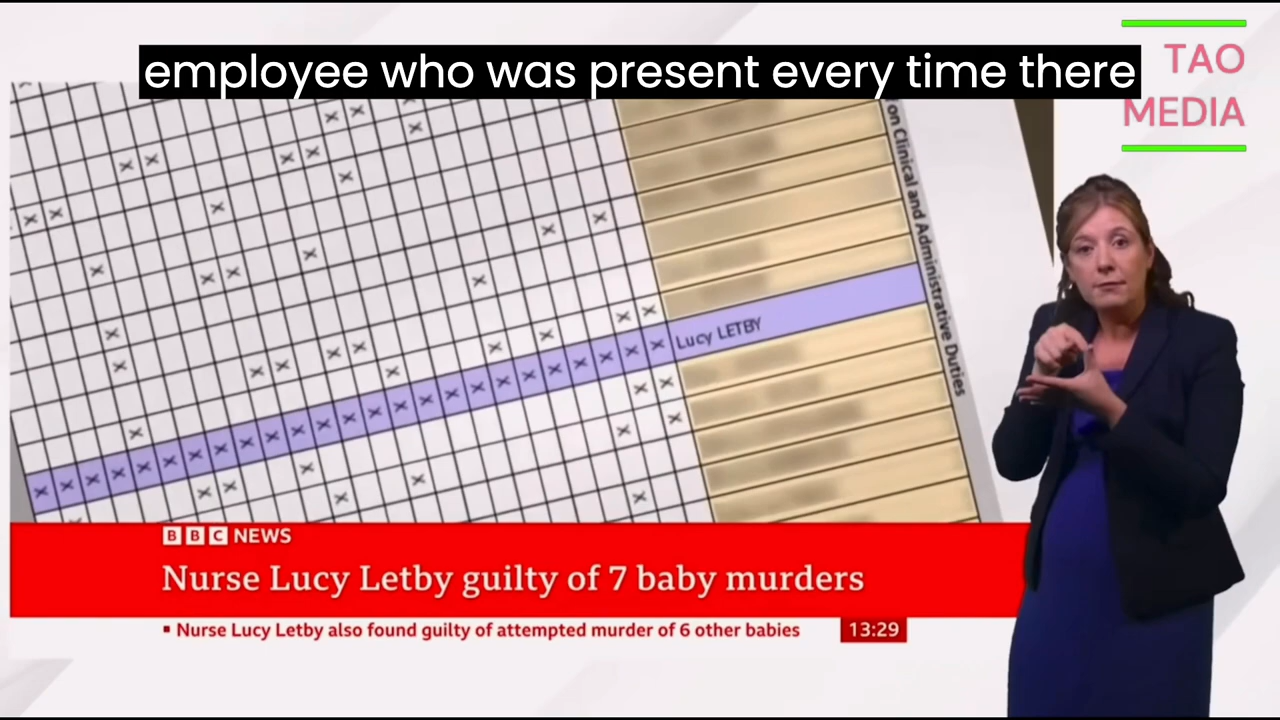 employee who was present every time there
TAO
MEDIA
on Clinical and Administrative Duties
Lucy LETBY
BBC NEWS
Nurse Lucy Letby guilty of 7 baby murders
▪ Nurse Lucy Letby also found guilty of attempted murder of 6 other babies
13:29